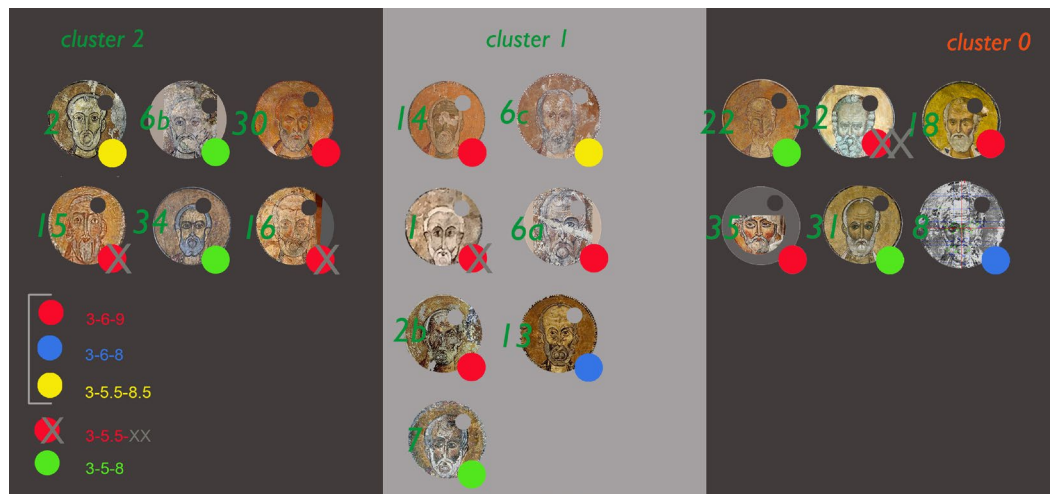 cluster 2
2
6b
30
15
X
34
16
X
3-6-9
3-6-8
3-5.5-8.5
X
3-5.5-XX
3-5-8
cluster 1
14
6c
1
X
6a
2b
13
7
cluster 0
22
32
XX
18
35
31
8